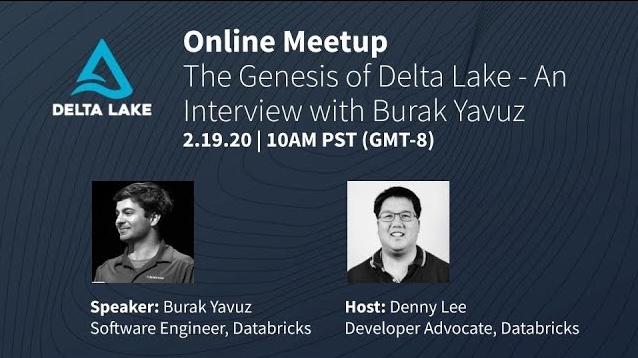 Online Meetup
The Genesis of Delta Lake - An
Interview with Burak Yavuz
2.19.20 | 10AM PST (GMT-8)
DELTA LAKE
Speaker: Burak Yavuz
Software Engineer, Databricks
Host: Denny Lee
Developer Advocate, Databricks